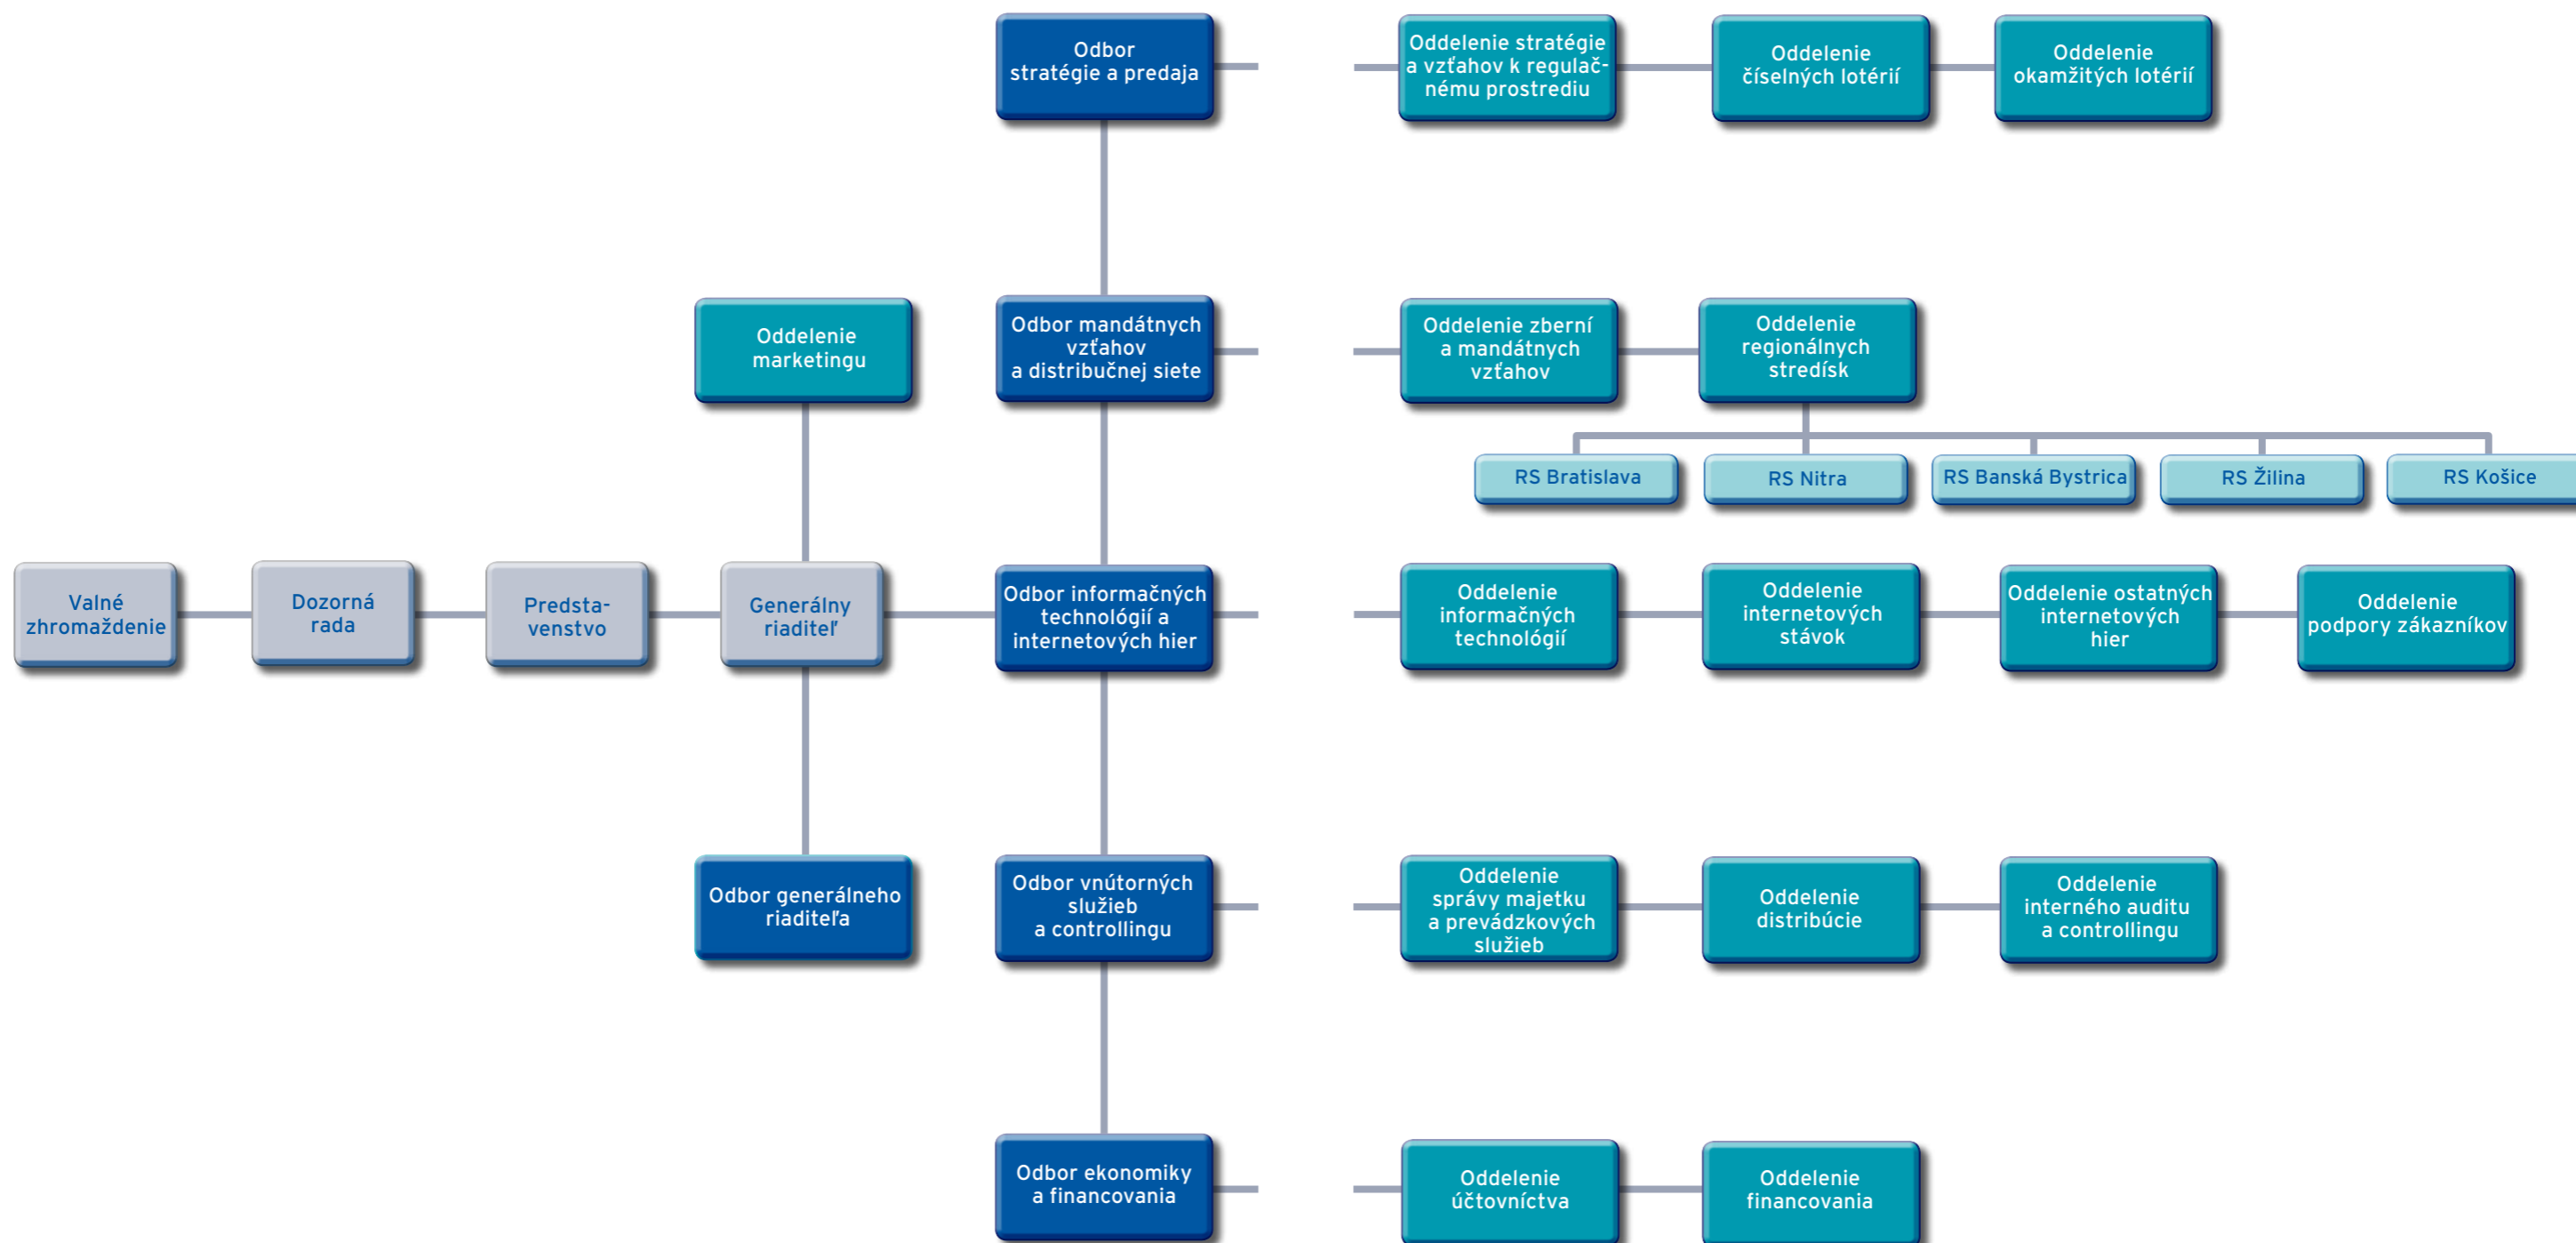 Odbor
stratégie a predaja
Oddelenie stratégie
a vzťahov k regulač-
nému prostrediu
Oddelenie
číselných lotérií
Oddelenie
okamžitých lotérií
Oddelenie
marketingu
Odbor mandátnych
vzťahov
a distribučnej siete
Oddelenie zberní
a mandátnych
vzťahov
Oddelenie
regionálnych
stredísk
RS Bratislava
RS Nitra
RS Banská Bystrica
RS Žilina
RS Košice
Valné
zhromaždenie
Dozorná
rada
Predsta-
venstvo
Generálny
riaditeľ
Odbor informačných
technológií a
internetových hier
Oddelenie
informačných
technológií
Oddelenie
internetových
stávok
Oddelenie ostatných
internetových
hier
Oddelenie
podpory zákazníkov
Odbor generálneho
riaditeľa
Odbor vnútorných
služieb
a controllingu
Oddelenie
správy majetku
a prevádzkových
služieb
Oddelenie
distribúcie
Oddelenie
interného auditu
a controllingu
Odbor ekonomiky
a financovania
Oddelenie
účtovníctva
Oddelenie
financovania